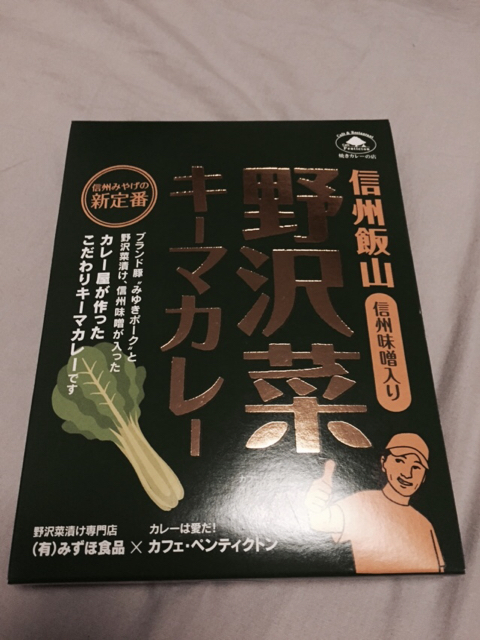 Café & Restaurant
焼きカレーの店
信州飯山
信州味噌入り
野沢菜
キーマカレー
信州みやげの
新定番
ブランド豚“みゆきポーク”と
野沢菜漬け、信州味噌が入った
カレー屋が作った
こだわりキーマカレーです
野沢菜漬け専門店
(有)みずほ食品
×
カレーは愛だ!
カフェ・ペンティクトン